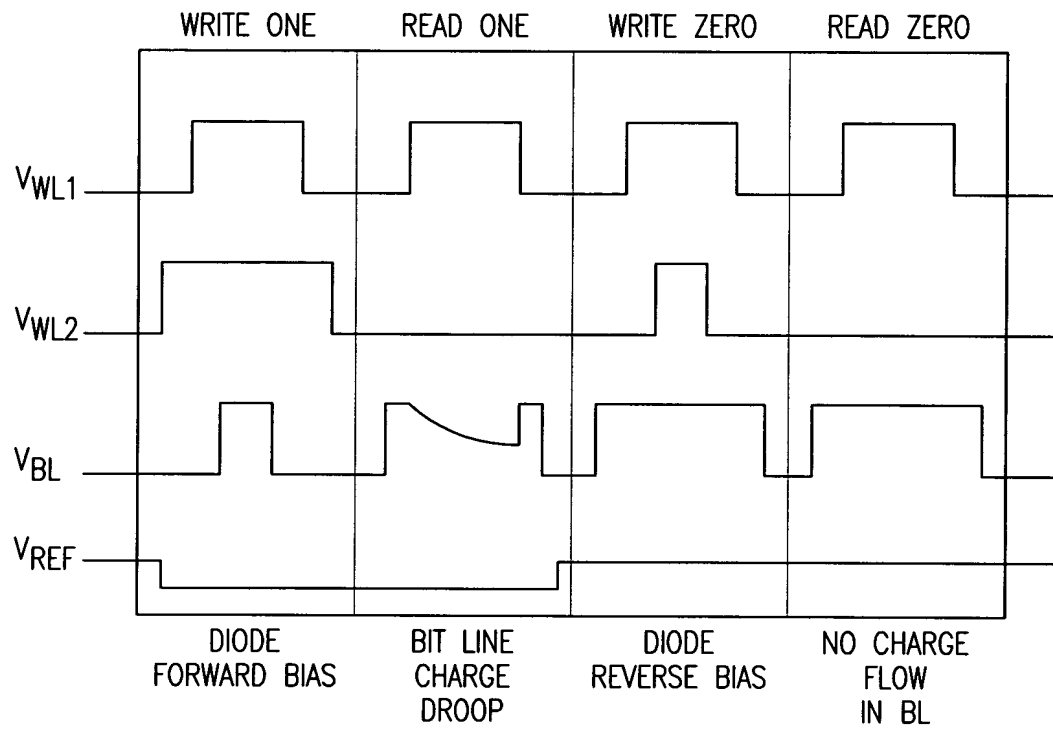 WRITE ONE READ ONE WRITE ZERO READ ZERO
VWL1
VWL2
VBL
VREF
DIODE
FORWARD BIAS
BIT LINE
CHARGE
DROOP
DIODE
REVERSE BIAS
NO CHARGE
FLOW
IN BL